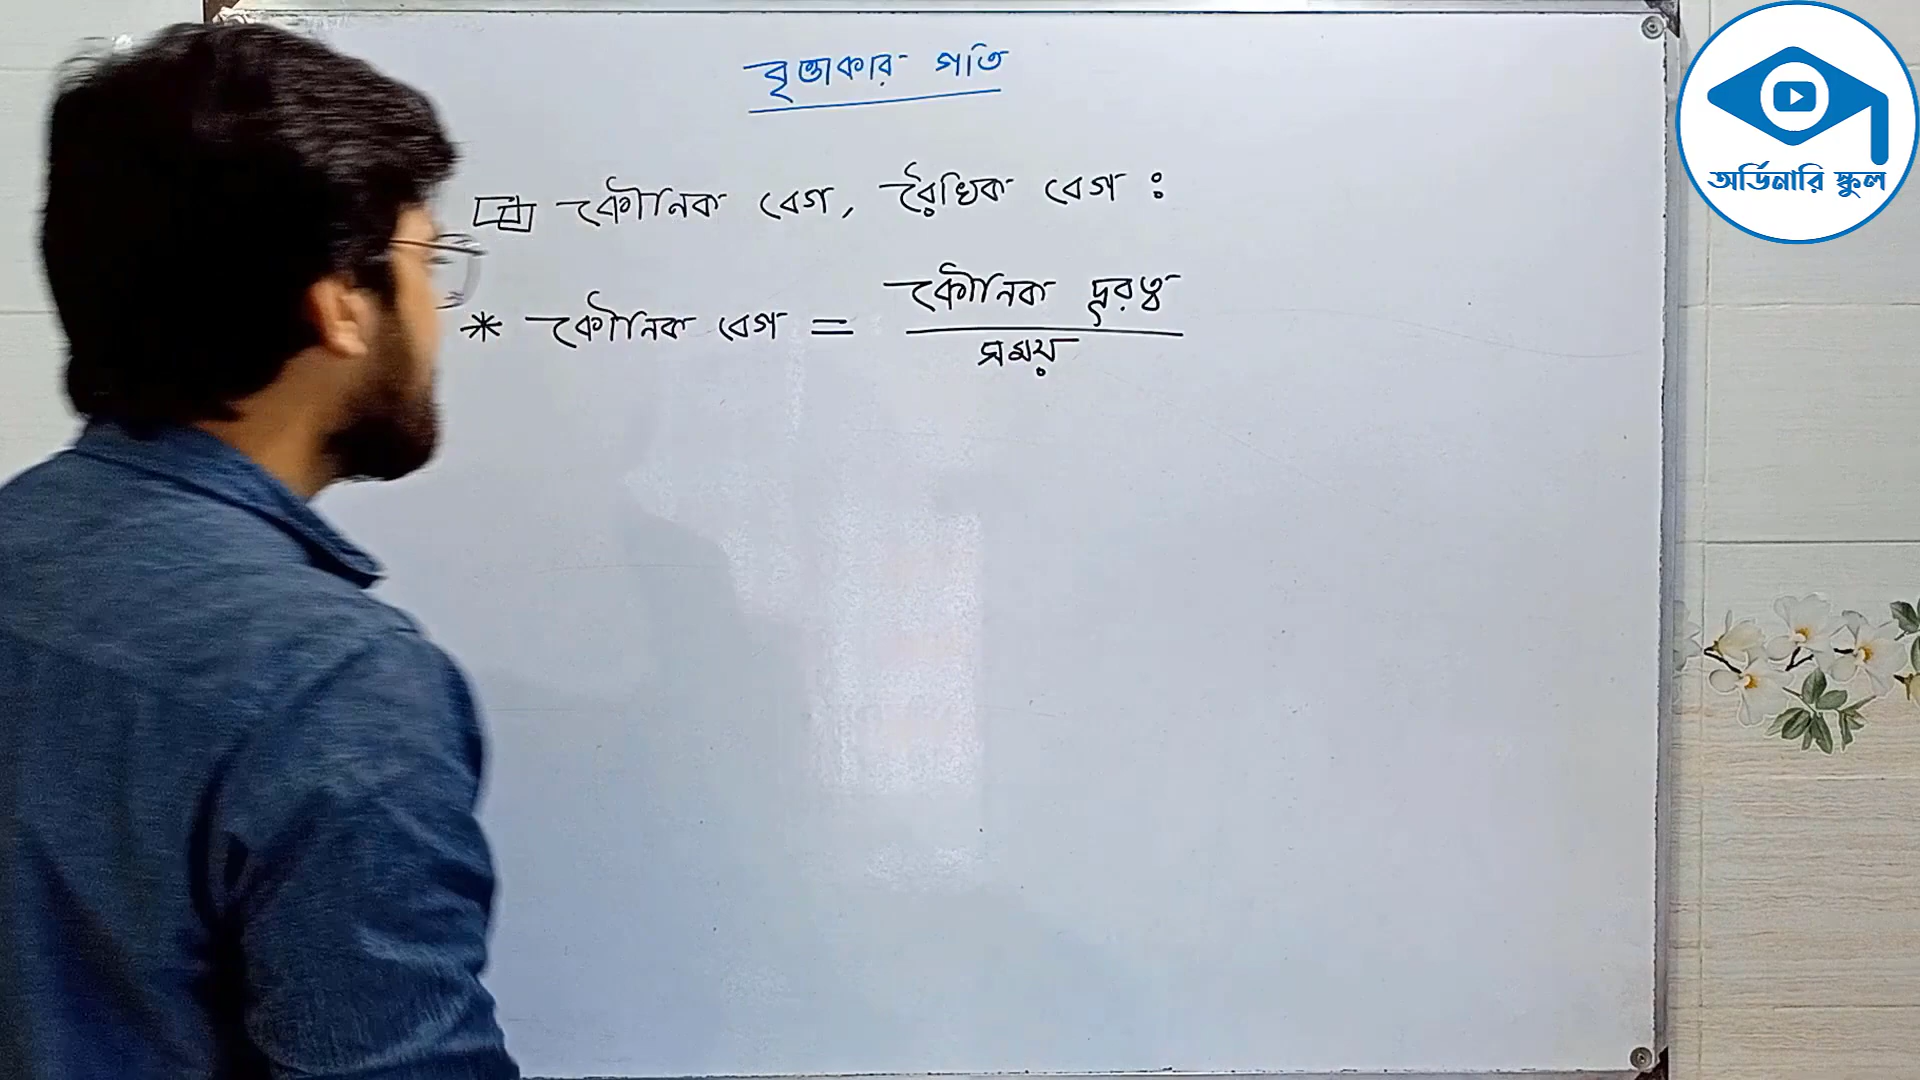 বৃত্তাকার গতি
কৌণিক বেগ, রৈখিক বেগ :
* কৌণিক বেগ = কৌণিক দূরত্ব
সময়
অর্ডিনারি স্কুল